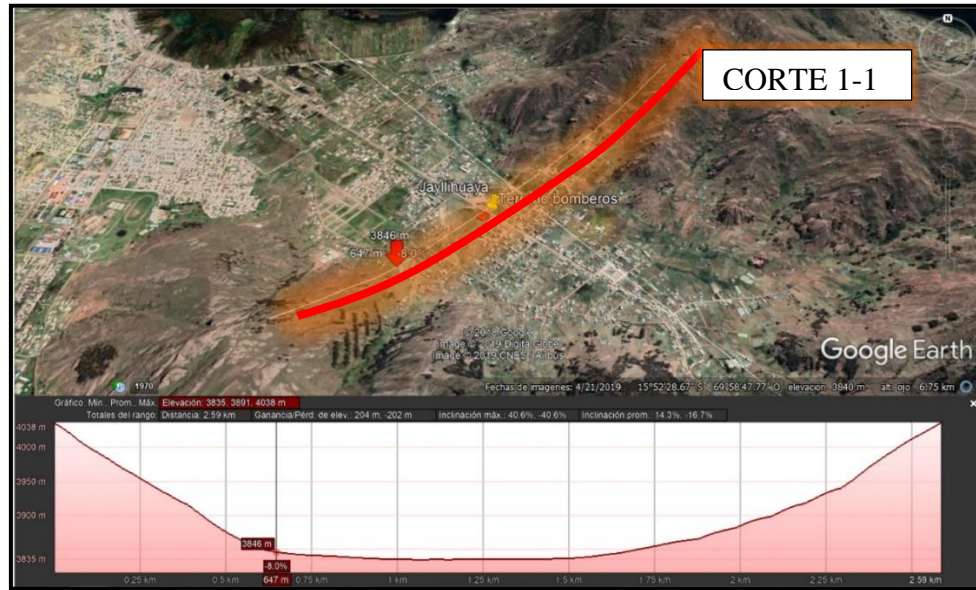 N
CORTE 1-1
Jayllihuaya
Terreno bomberos
3846 m
647 m -8.0%
© 2018 Google
Image © 2019 DigitalGlobe
Image © 2019 CNES / Airbus
Google Earth
1970
Fechas de imágenes: 4/21/2019 15°52'28.67" S 69°58'47.77" O elevación 3840 m alt. ojo 6.75 km
Gráfico Mín., Prom., Máx. Elevación: 3835, 3891, 4038 m
Totales del rango: Distancia: 2.59 km Ganancia/Pérd. de elev.: 204 m, -202 m Inclinación máx.: 40.6%, -40.6% Inclinación prom.: 14.3%, -16.7%
4038 m
4000 m
3950 m
3900 m
3846 m
3835 m
-8.0%
0.25 km 0.5 km 647 m 0.75 km 1 km 1.25 km 1.5 km 1.75 km 2 km 2.25 km 2.59 km